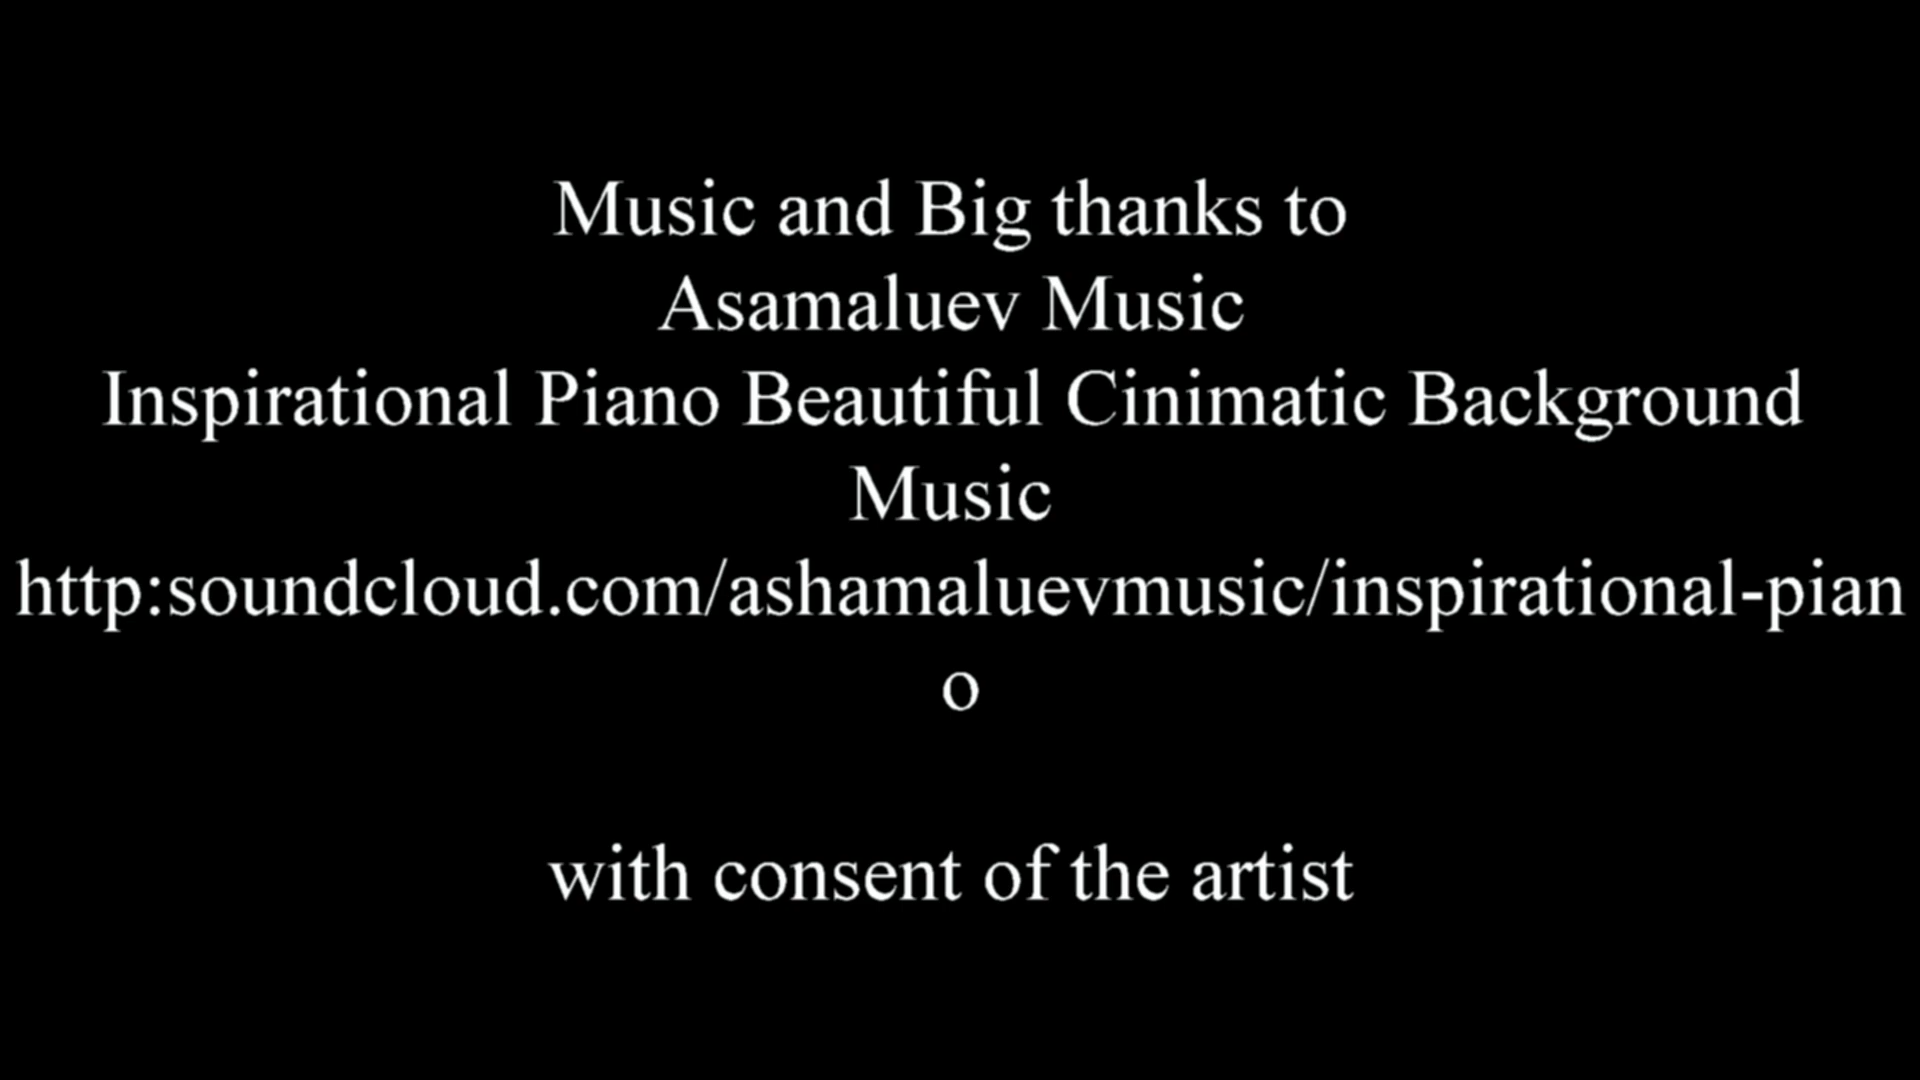 Music and Big thanks to
Asamaluev Music
Inspirational Piano Beautiful Cinimatic Background
Music
http:soundcloud.com/ashamaluevmusic/inspirational-pian
o
with consent of the artist